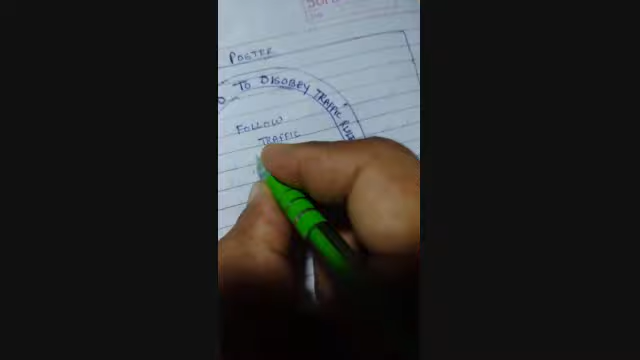 POSTER
TO DISOBEY TRAFFIC RULES
FOLLOW
TRAFFIC